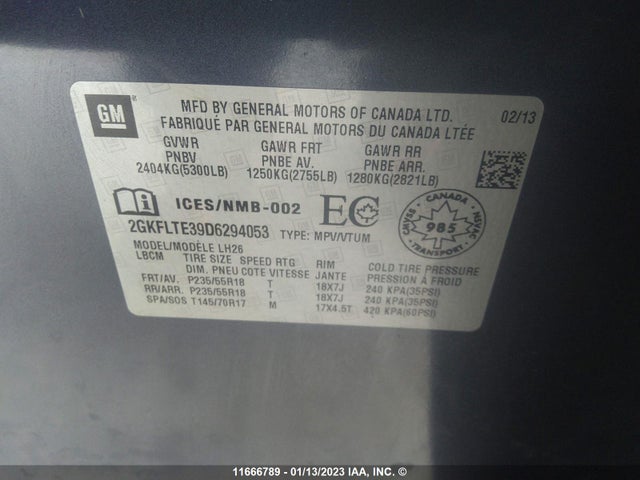 GM
MFD BY GENERAL MOTORS OF CANADA LTD. 02/13
FABRIQUÉ PAR GENERAL MOTORS DU CANADA LTÉE
GVWR GAWR FRT GAWR RR
PNBV PNBE AV. PNBE ARR.
2404KG(5300LB) 1250KG(2755LB) 1280KG(2821LB)
ICES/NMB-002 EC
CMVSS NSVAC
985
TRANSPORT
2GKFLTE39D6294053 TYPE: MPV/VTUM
MODEL/MODÈLE LH26
LBCM TIRE SIZE SPEED RTG RIM COLD TIRE PRESSURE
DIM. PNEU COTE VITESSE JANTE PRESSION À FROID
FRT/AV. P235/55R18 T 18X7J 240 KPA(35PSI)
RR/ARR. P235/55R18 T 18X7J 240 KPA(35PSI)
SPA/SOS T145/70R17 M 17X4.5T 420 KPA(60PSI)
11666789 - 01/13/2023 IAA, INC. ©